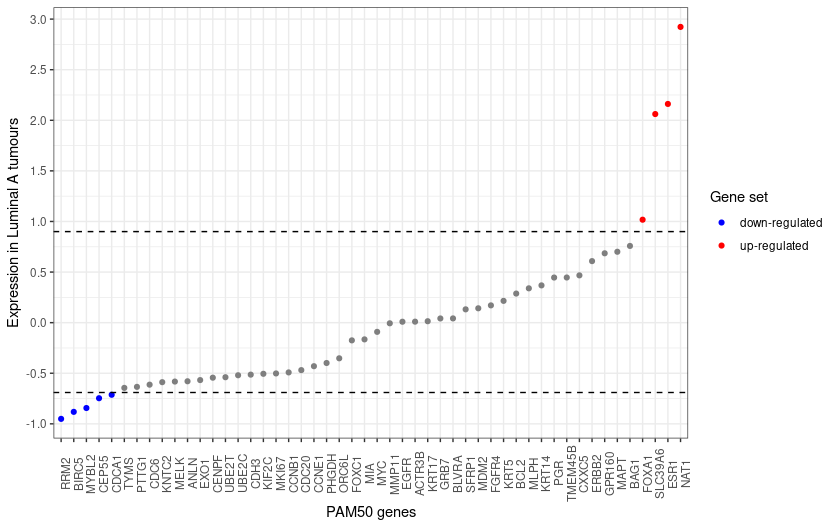 Expression in Luminal A tumours
3.0
2.5
2.0
1.5
1.0
0.5
0.0
-0.5
-1.0
RRM2
BIRC5
MYBL2
CEP55
CDCA1
TYMS
PTTG1
CDC6
KNTC2
MELK
ANLN
EXO1
CENPF
UBE2T
UBE2C
CDH3
KIF2C
MKI67
CCNB1
CDC20
CCNE1
PHGDH
ORC6L
FOXC1
MIA
MYC
MMP11
EGFR
ACTR3B
KRT17
GRB7
BLVRA
SFRP1
MDM2
FGFR4
KRT5
BCL2
MLPH
KRT14
PGR
TMEM45B
CXXC5
ERBB2
GPR160
MAPT
BAG1
FOXA1
SLC39A6
ESR1
NAT1
PAM50 genes
Gene set
down-regulated
up-regulated